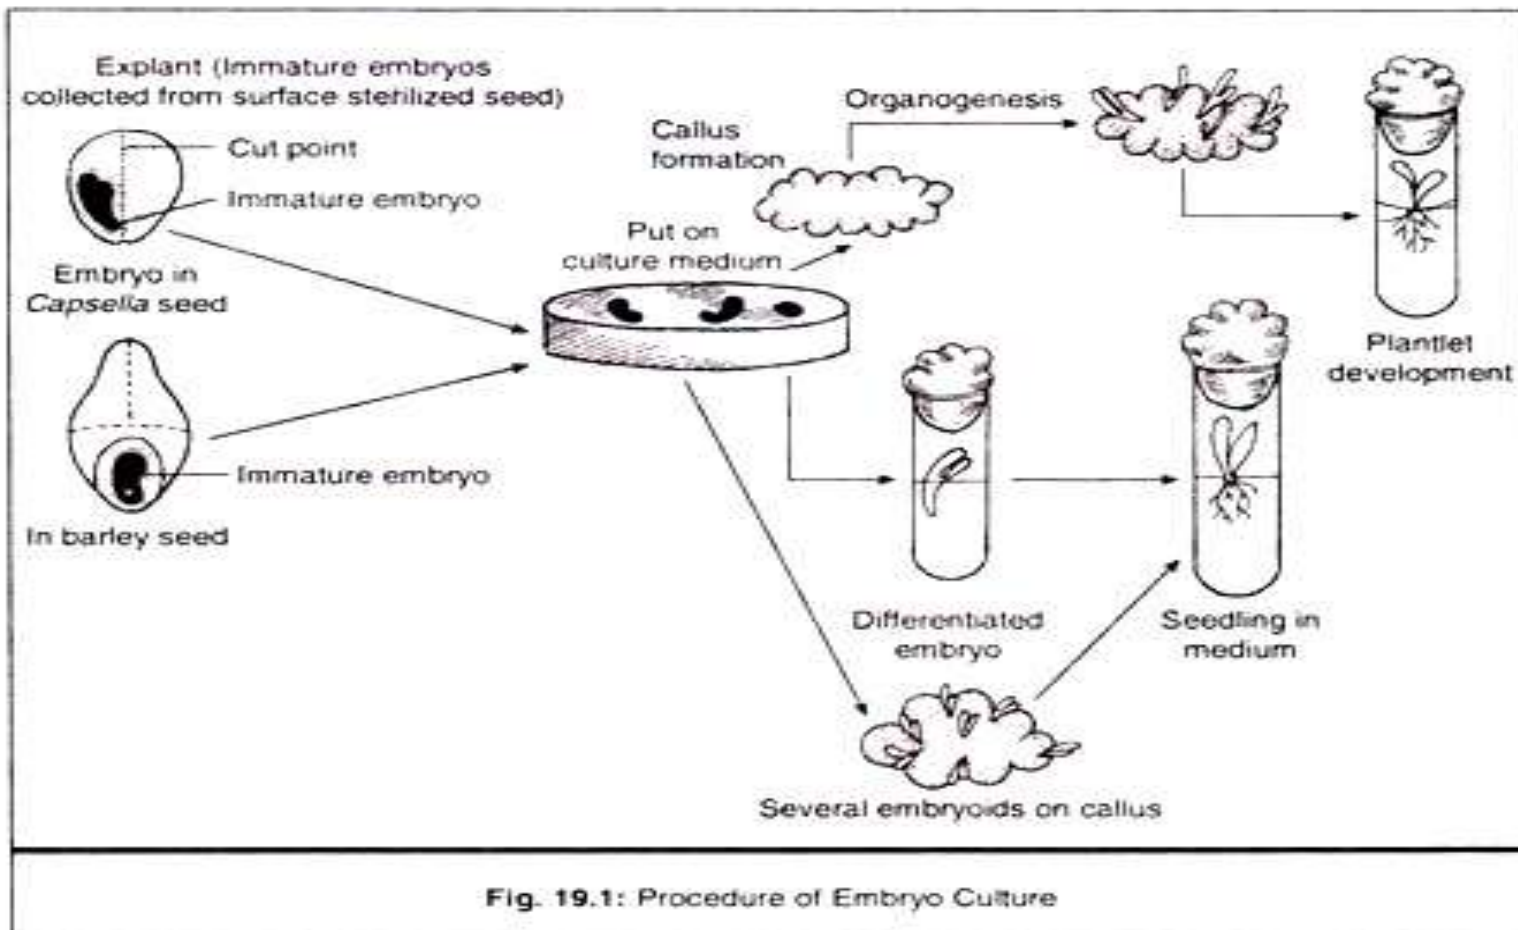 Explant (Immature embryos
collected from surface sterilized seed)
Cut point
Immature embryo
Embryo in
Capsella seed
Immature embryo
In barley seed
Put on
culture medium
Callus
formation
Organogenesis
Plantlet
development
Differentiated
embryo
Seedling in
medium
Several embryoids on callus
Fig. 19.1: Procedure of Embryo Culture